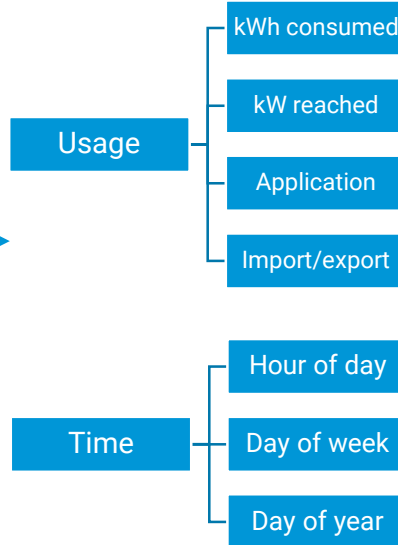 Usage
kWh consumed
kW reached
Application
Import/export
Time
Hour of day
Day of week
Day of year